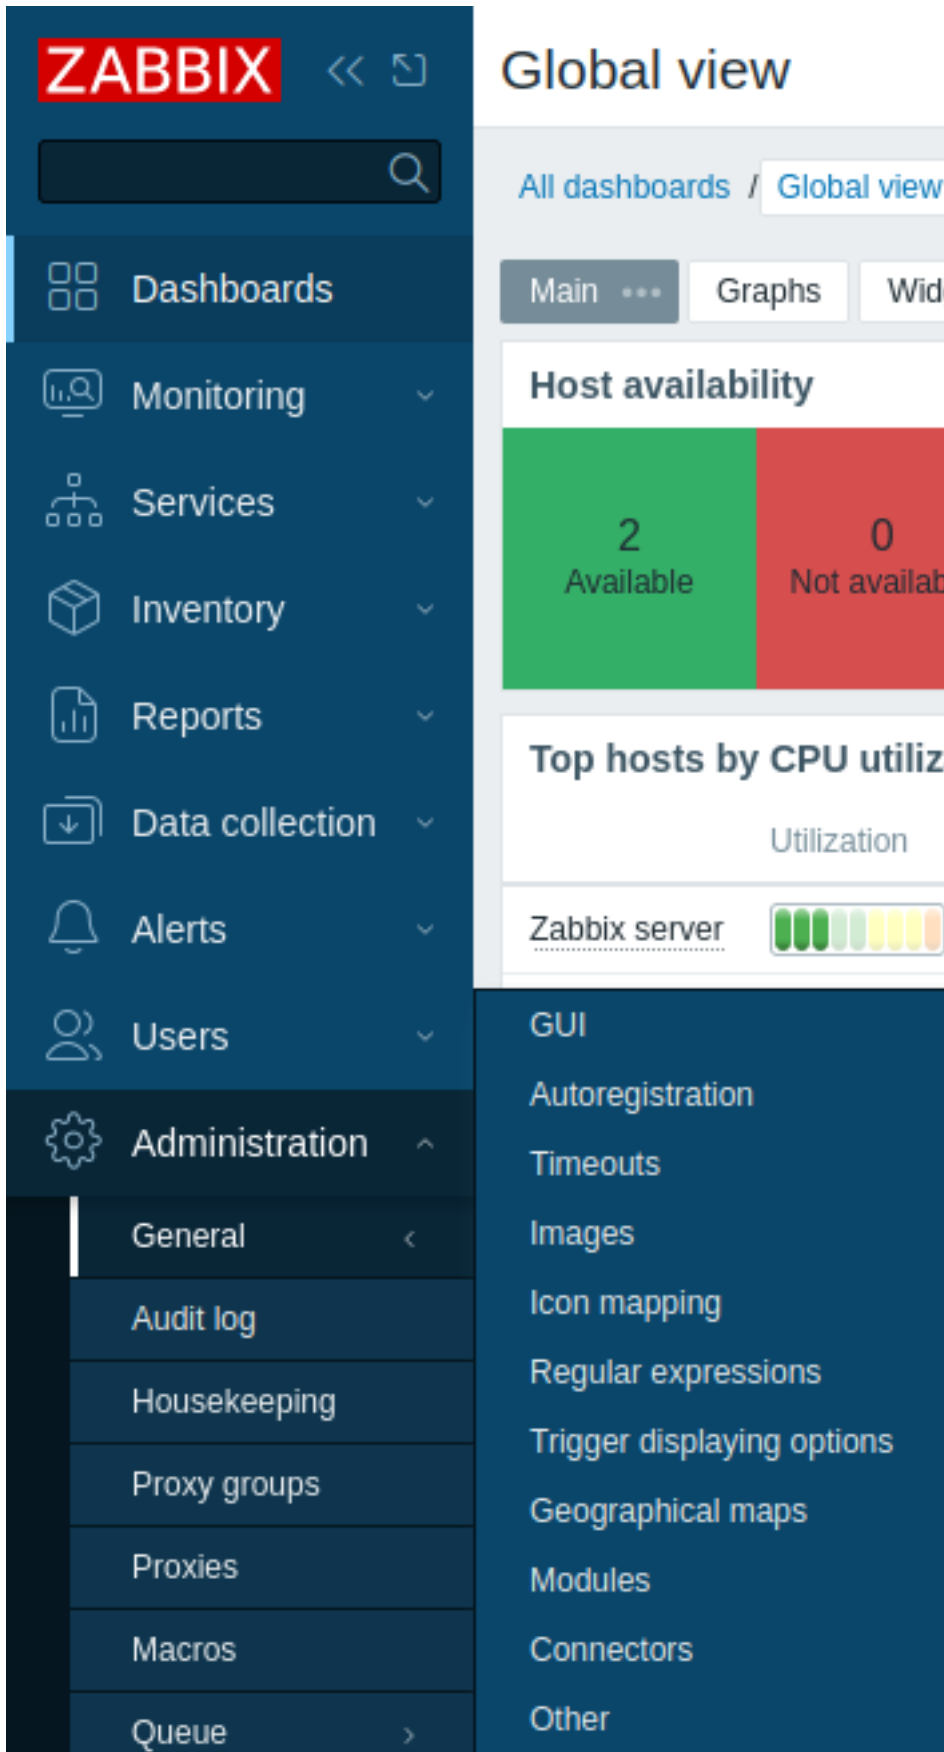 ZABBIX
Dashboards
Monitoring
Services
Inventory
Reports
Data collection
Alerts
Users
Administration
General
Audit log
Housekeeping
Proxy groups
Proxies
Macros
Queue
Global view
All dashboards / Global view
Main Graphs
Host availability
2 0
Available Not
Top hosts by CPU
Utilization
Zabbix server
GUI
Autoregistration
Timeouts
Images
Icon mapping
Regular expressions
Trigger displaying options
Geographical maps
Modules
Connectors
Other